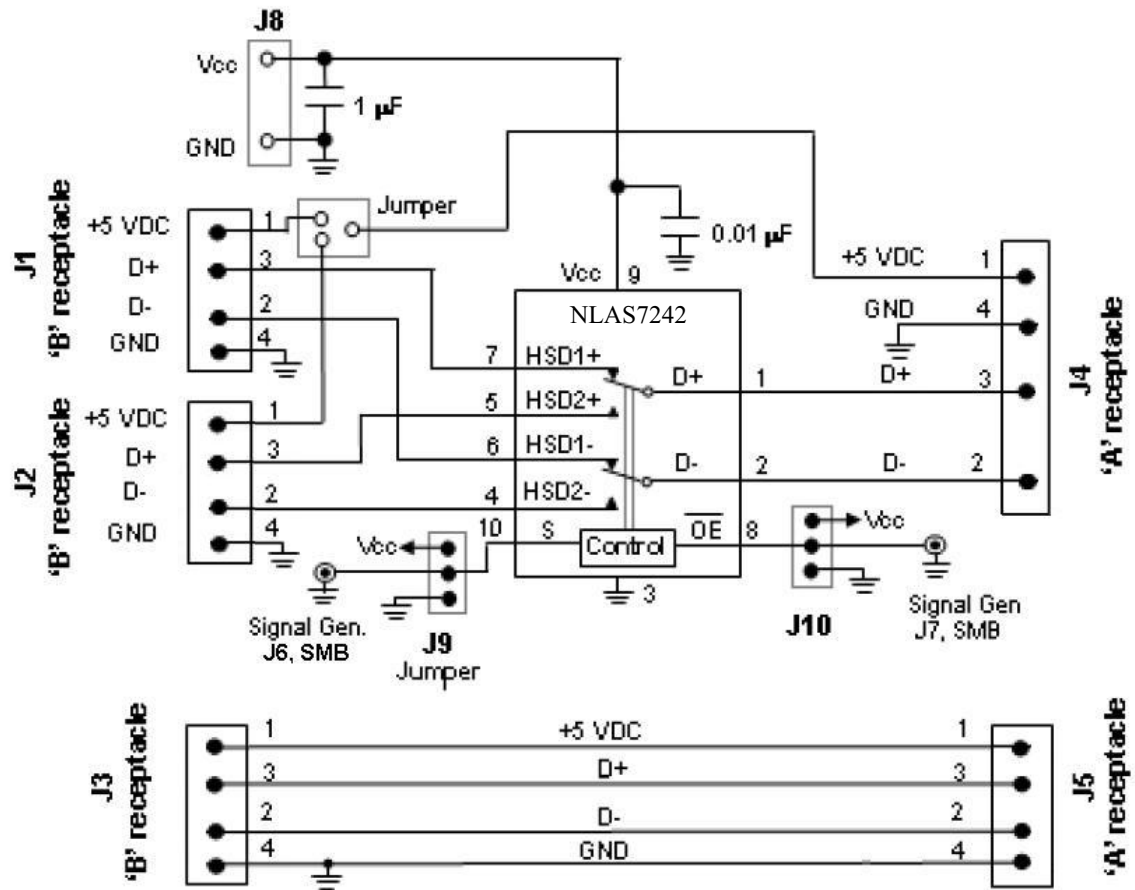 J8
Vcc
1 µF
GND
J1
'B' receptacle
+5 VDC
1
D+
3
D-
2
GND
4
Jumper
0.01 µF
Vcc
9
NLAS7242
+5 VDC
1
GND
4
J4
'A' receptacle
7
HSD1+
D+
1
D+
3
5
HSD2+
6
HSD1-
D-
2
D-
2
4
HSD2-
J2
'B' receptacle
+5 VDC
1
D+
3
D-
2
GND
4
10
S
Control
OE
8
3
Vcc
Vcc
Signal Gen.
J6, SMB
J9
Jumper
J10
Signal Gen
J7, SMB
J3
'B' receptacle
1
+5 VDC
1
3
D+
3
2
D-
2
4
GND
4
J5
'A' receptacle